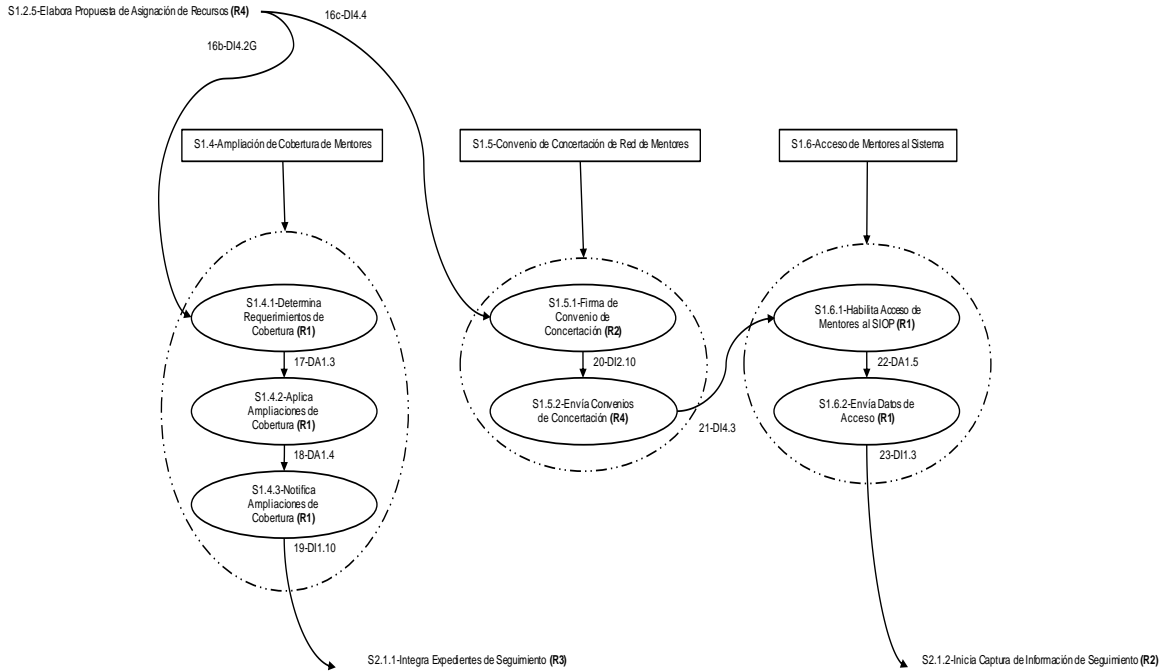 S1.2.5-Elabora Propuesta de Asignación de Recursos (R4)
16c-DI4.4
16b-DI4.2G
S1.4-Ampliación de Cobertura de Mentores
S1.5-Convenio de Concertación de Red de Mentores
S1.6-Acceso de Mentores al Sistema
S1.4.1-Determina
Requerimientos de
Cobertura (R1)
S1.5.1-Firma de
Convenio de
Concertación (R2)
S1.6.1-Habilita Acceso de
Mentores al SIOP (R1)
17-DA1.3
20-DI2.10
22-DA1.5
S1.4.2-Aplica
Ampliaciones de
Cobertura (R1)
S1.5.2-Envía Convenios
de Concertación (R4)
S1.6.2-Envía Datos de
Acceso (R1)
21-DI4.3
18-DA1.4
23-DI1.3
S1.4.3-Notifica
Ampliaciones de
Cobertura (R1)
19-DI1.10
S2.1.1-Integra Expedientes de Seguimiento (R3)
S2.1.2-Inicia Captura de Información de Seguimiento (R2)